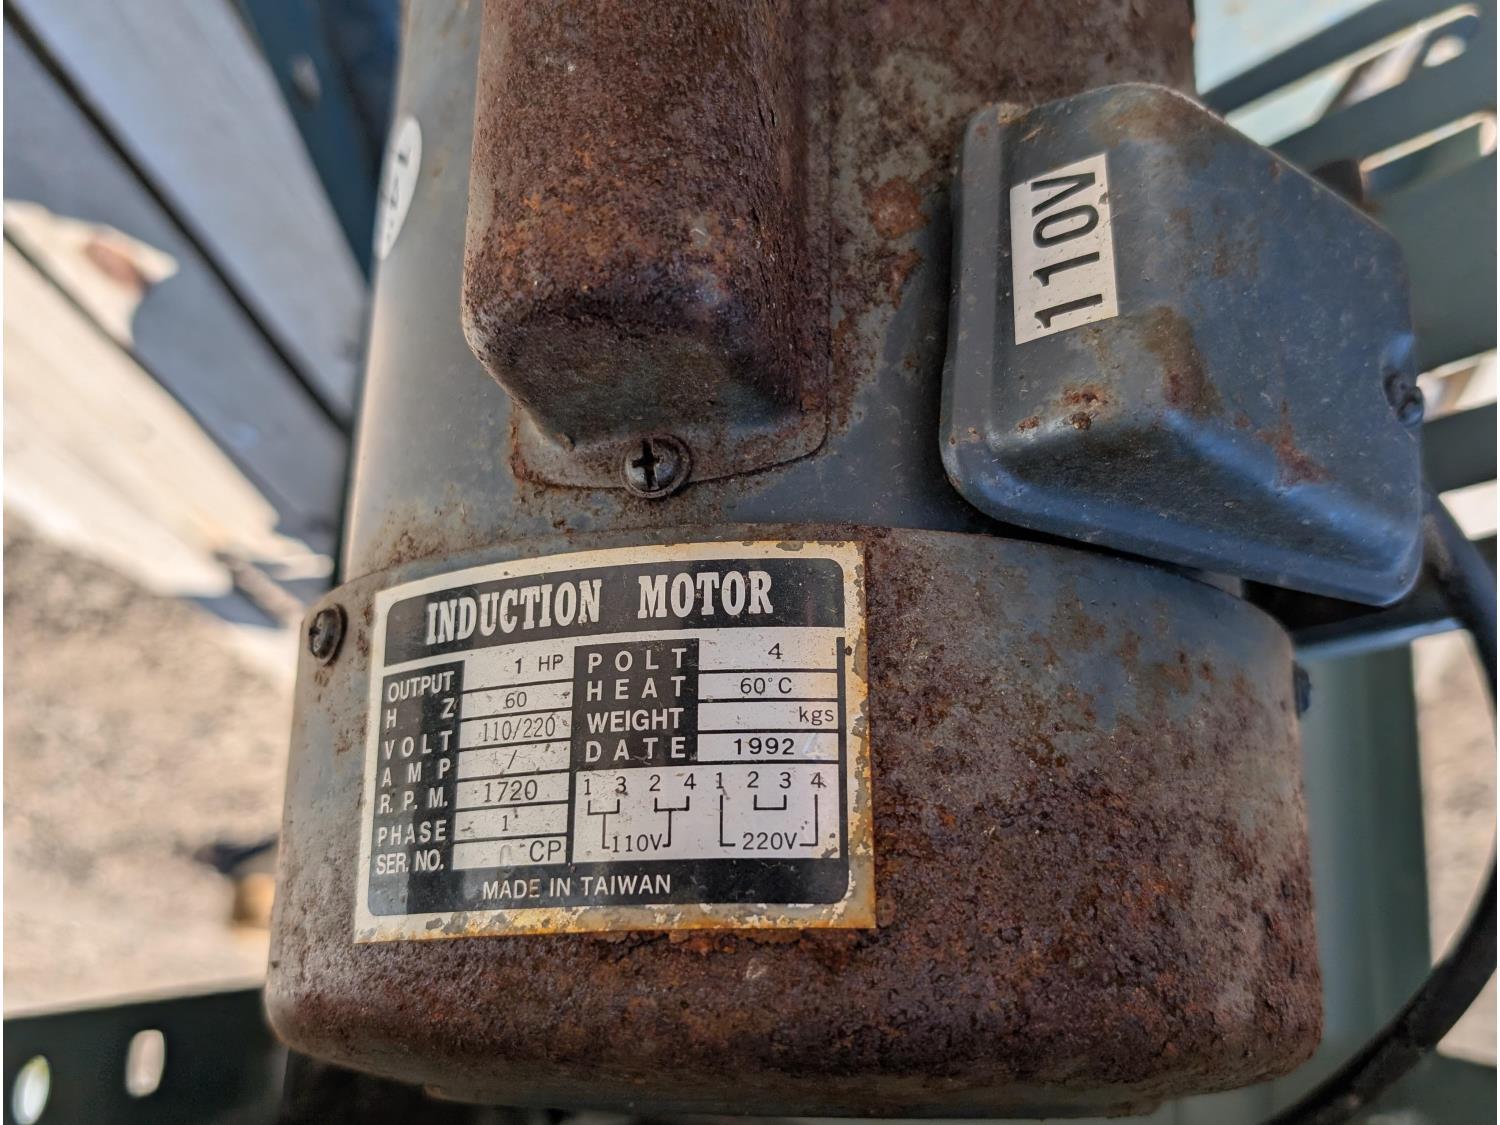 110V
INDUCTION MOTOR
OUTPUT 1 HP
H Z 60
VOLT 110/220
AMP /
R.P.M. 1720
PHASE 1
SER. NO. CP
POLT 4
HEAT 60°C
WEIGHT kgs
DATE 1992
1 3 2 4 1 2 3 4
110V 220V
MADE IN TAIWAN